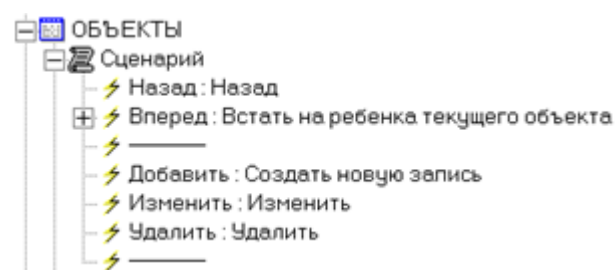 ОБЪЕКТЫ
Сценарий
Назад : Назад
Вперед : Встать на ребенка текущего объекта
Добавить : Создать новую запись
Изменить : Изменить
Удалить : Удалить